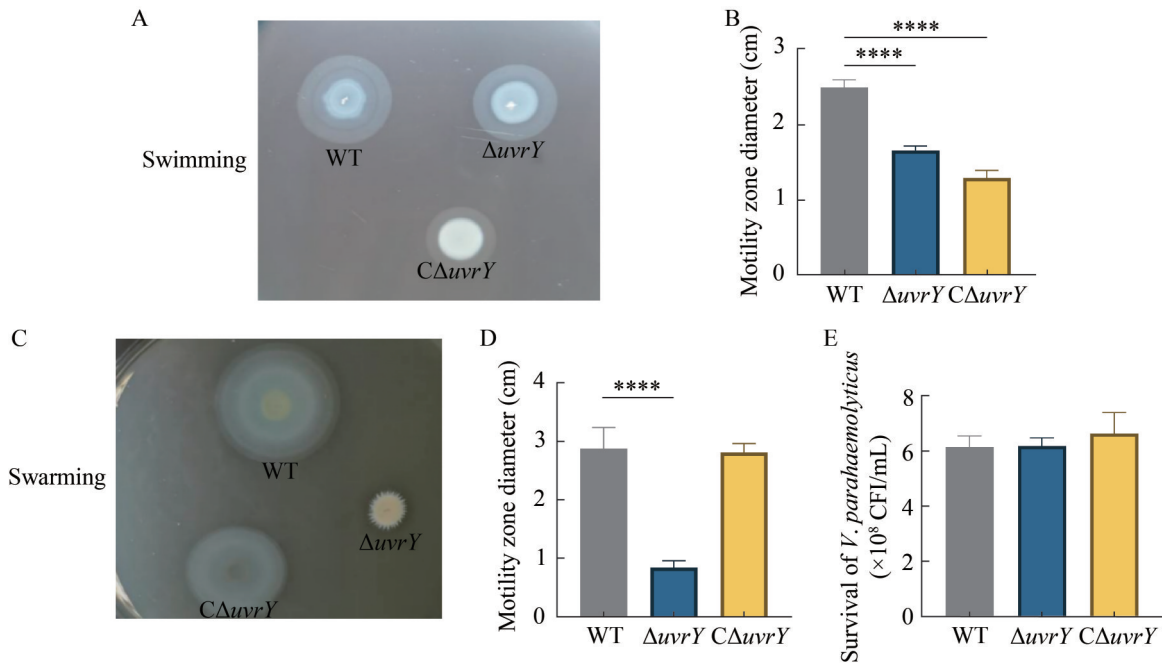 A
Swimming
WT
ΔuvrY
CΔuvrY
B
Motility zone diameter (cm)
3
2
1
0
****
****
WT
ΔuvrY
CΔuvrY
C
Swarming
WT
ΔuvrY
CΔuvrY
D
Motility zone diameter (cm)
4
3
2
1
0
****
WT
ΔuvrY
CΔuvrY
E
Survival of V. parahaemolyticus
(×10⁸ CFI/mL)
8
6
4
2
0
WT
ΔuvrY
CΔuvrY